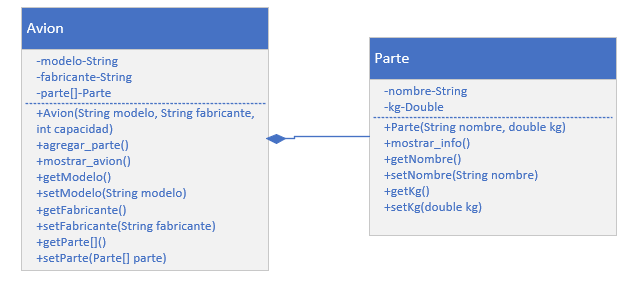 Avion
-modelo-String
-fabricante-String
-parte[]-Parte
+Avion(String modelo, String fabricante,
int capacidad)
+agregar_parte()
+mostrar_avion()
+getModelo()
+setModelo(String modelo)
+getFabricante()
+setFabricante(String fabricante)
+getParte[]()
+setParte(Parte[] parte)
Parte
-nombre-String
-kg-Double
+Parte(String nombre, double kg)
+mostrar_info()
+getNombre()
+setNombre(String nombre)
+getKg()
+setKg(double kg)